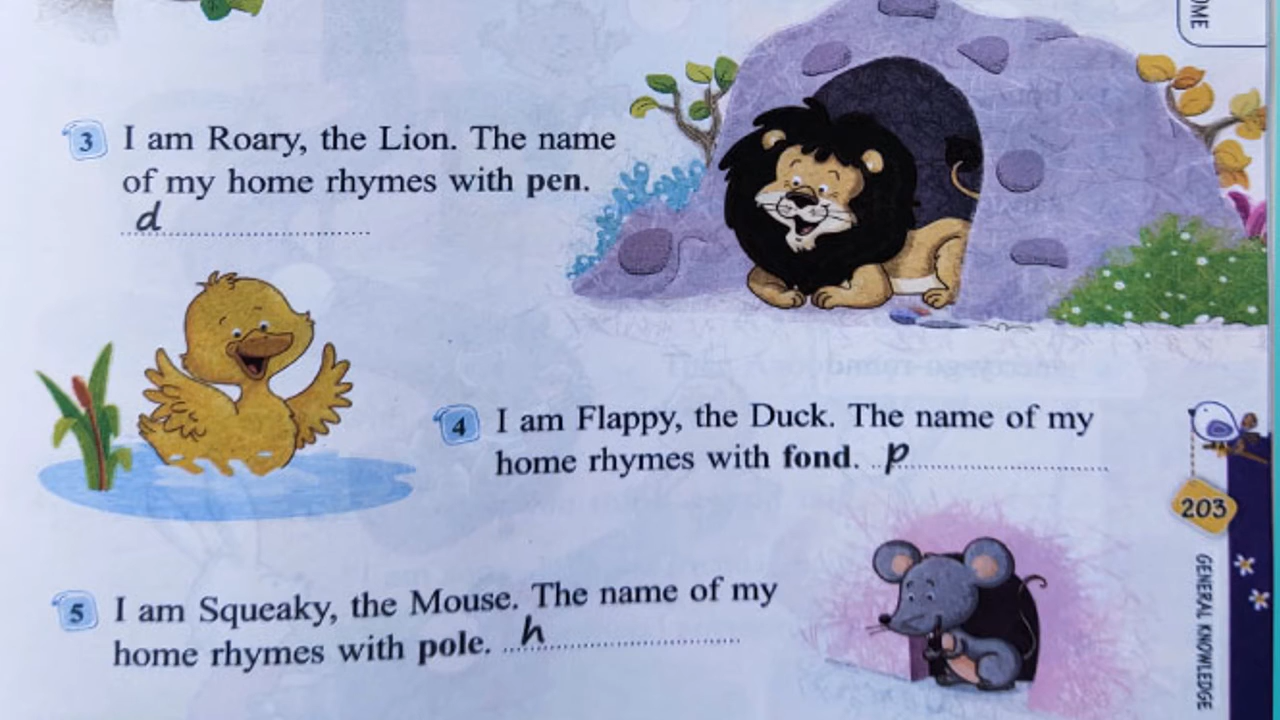 OME
3 I am Roary, the Lion. The name
of my home rhymes with pen.
d
4 I am Flappy, the Duck. The name of my
home rhymes with fond. p
203
5 I am Squeaky, the Mouse. The name of my
home rhymes with pole. h
GENERAL KNOWLEDGE